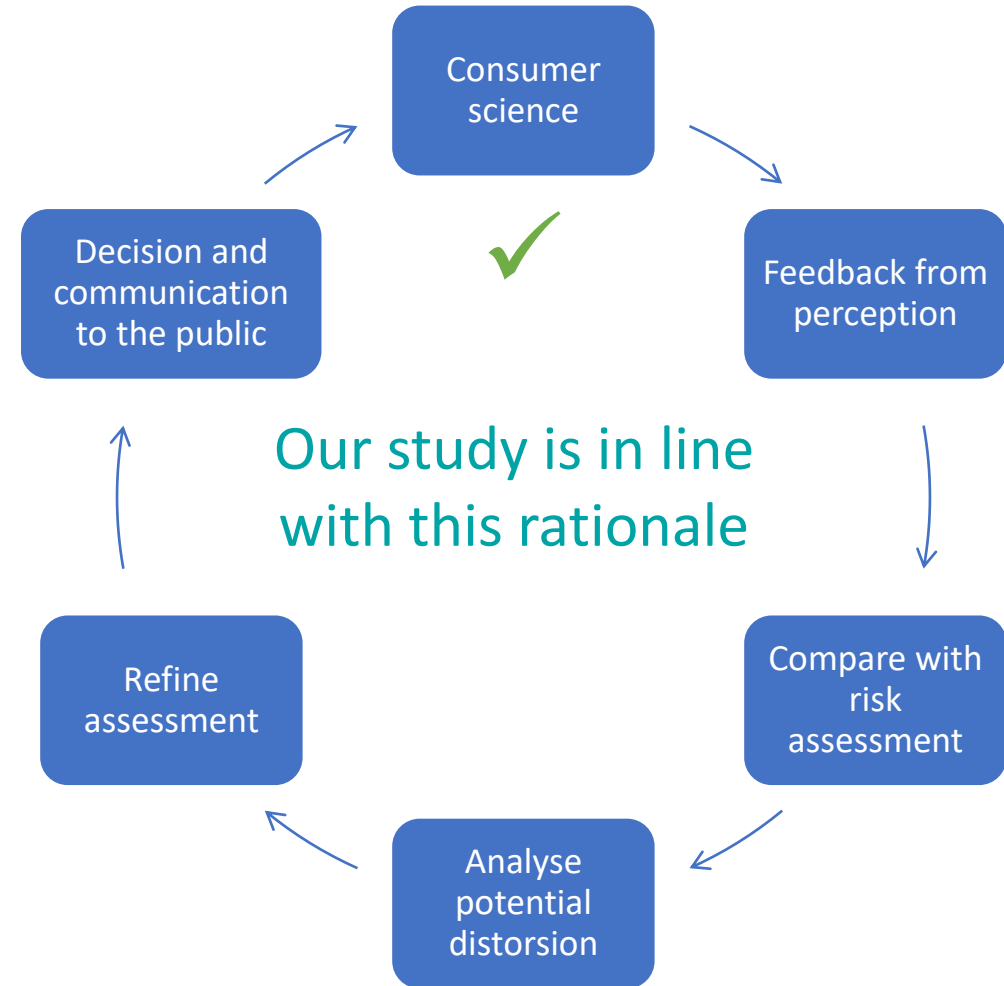 Consumer
science
Feedback from
perception
Compare with
risk
assessment
Analyse
potential
distorsion
Refine
assessment
Decision and
communication
to the public
Our study is in line
with this rationale